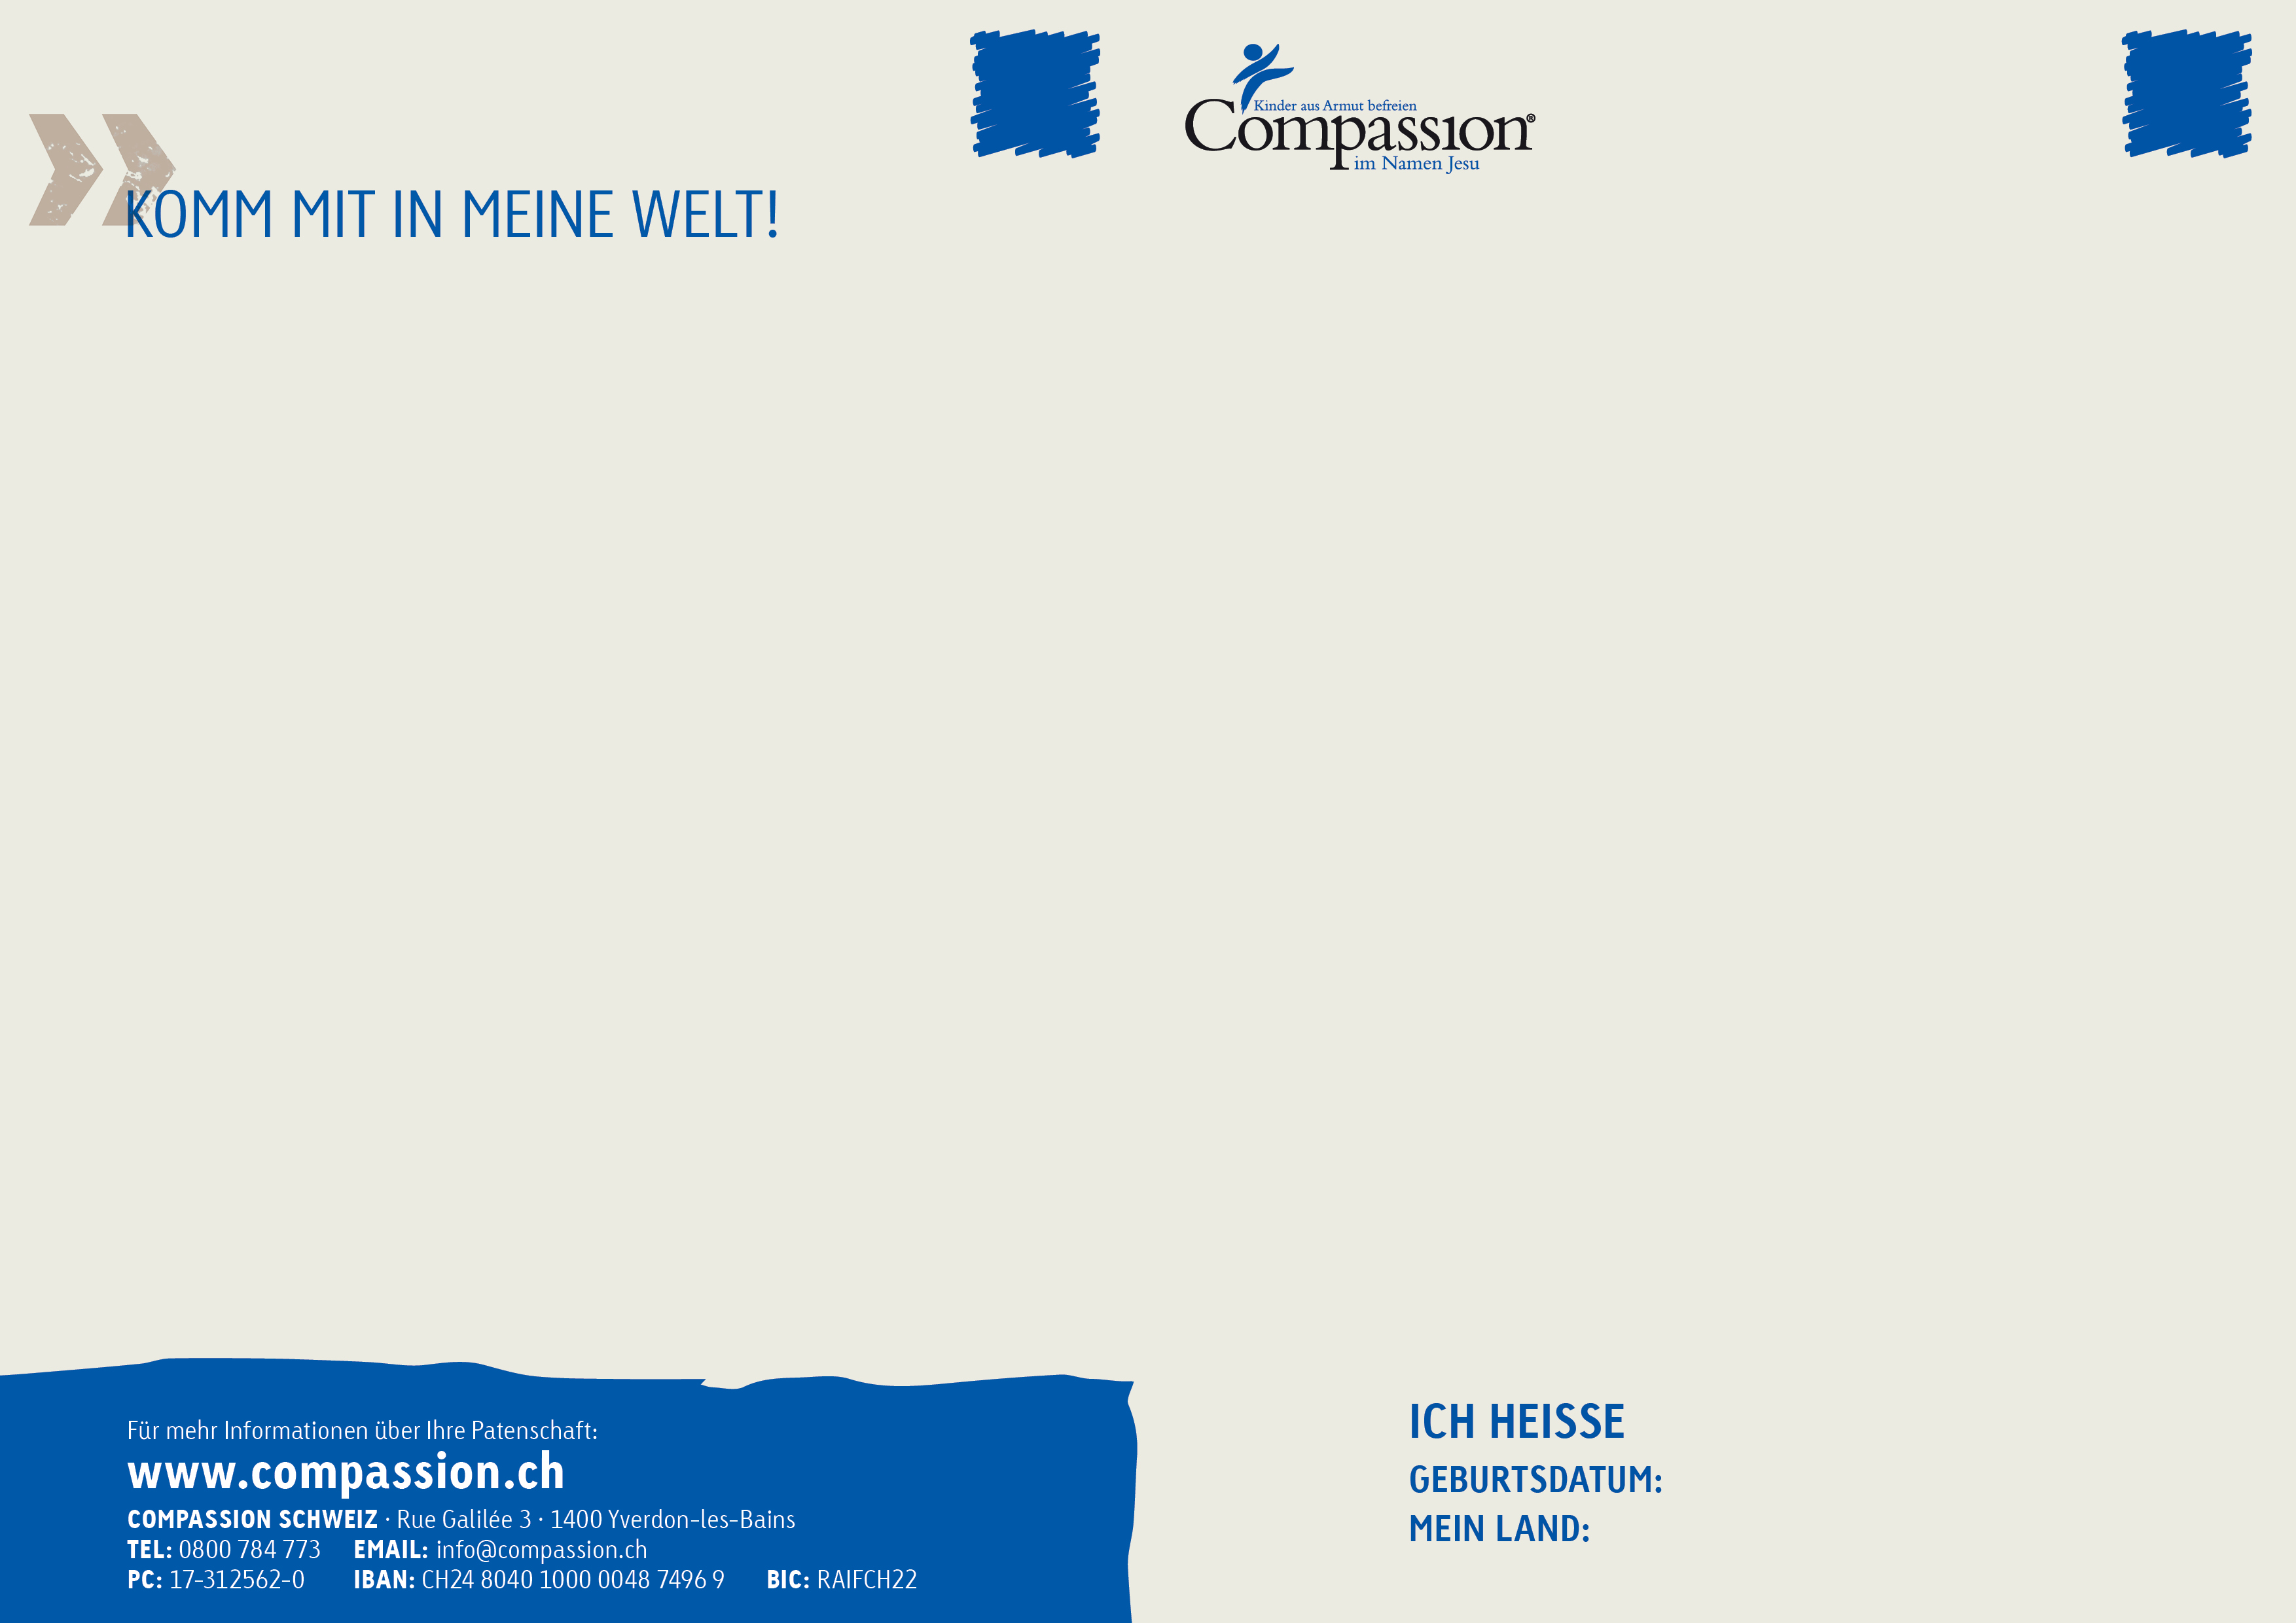 KOMM MIT IN MEINE WELT!
Kinder aus Armut befreien
Compassion®
im Namen Jesu
Für mehr Informationen über Ihre Patenschaft:
www.compassion.ch
COMPASSION SCHWEIZ · Rue Galilée 3 · 1400 Yverdon-les-Bains
TEL: 0800 784 773 EMAIL: info@compassion.ch
PC: 17-312562-0 IBAN: CH24 8040 1000 0048 7496 9 BIC: RAIFCH22
ICH HEISSE
GEBURTSDATUM:
MEIN LAND: